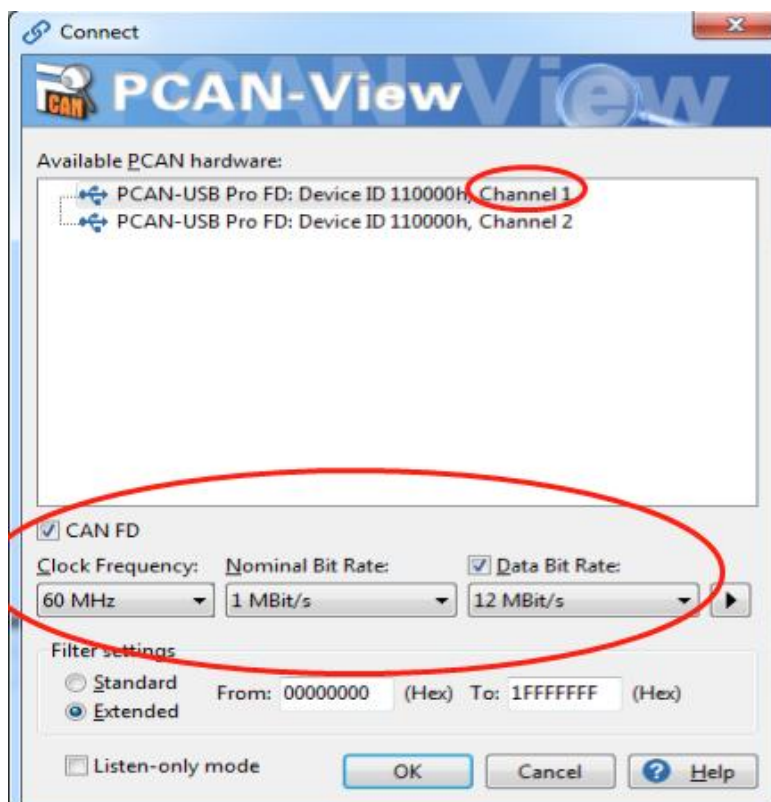 Connect
PCAN-View
Available PCAN hardware:
PCAN-USB Pro FD: Device ID 110000h, Channel 1
PCAN-USB Pro FD: Device ID 110000h, Channel 2
CAN FD
Clock Frequency: Nominal Bit Rate: Data Bit Rate:
60 MHz 1 MBit/s 12 MBit/s
Filter settings
Standard
From: 00000000 (Hex) To: 1FFFFFFF (Hex)
Extended
Listen-only mode OK Cancel Help